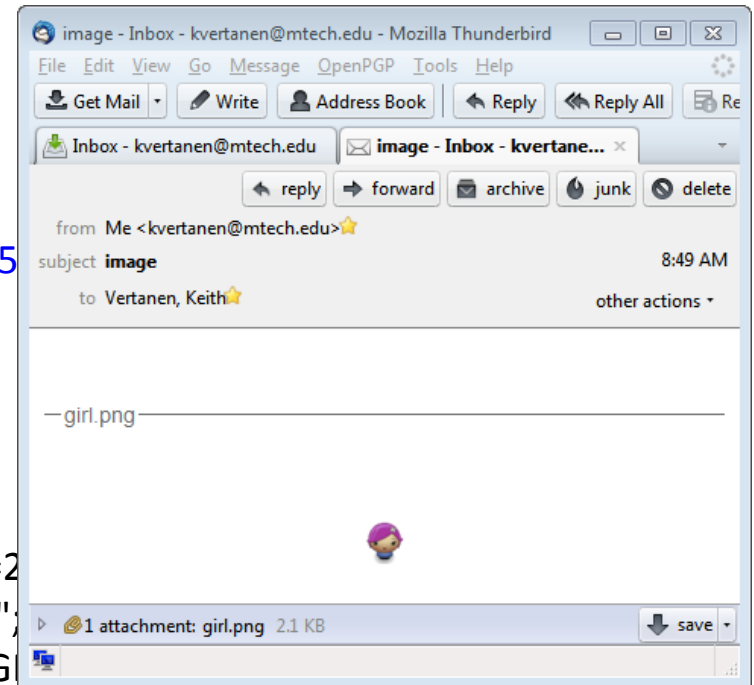 image - Inbox - kvertanen@mtech.edu - Mozilla Thunderbird
File Edit View Go Message OpenPGP Tools Help
Get Mail Write Address Book Reply Reply All Re
Inbox - kvertanen@mtech.edu image - Inbox - kvertane...
reply forward archive junk delete
from Me <kvertanen@mtech.edu>
5
subject image 8:49 AM
to Vertanen, Keith other actions
girl.png
2
";
1 attachment: girl.png 2.1 KB save
G